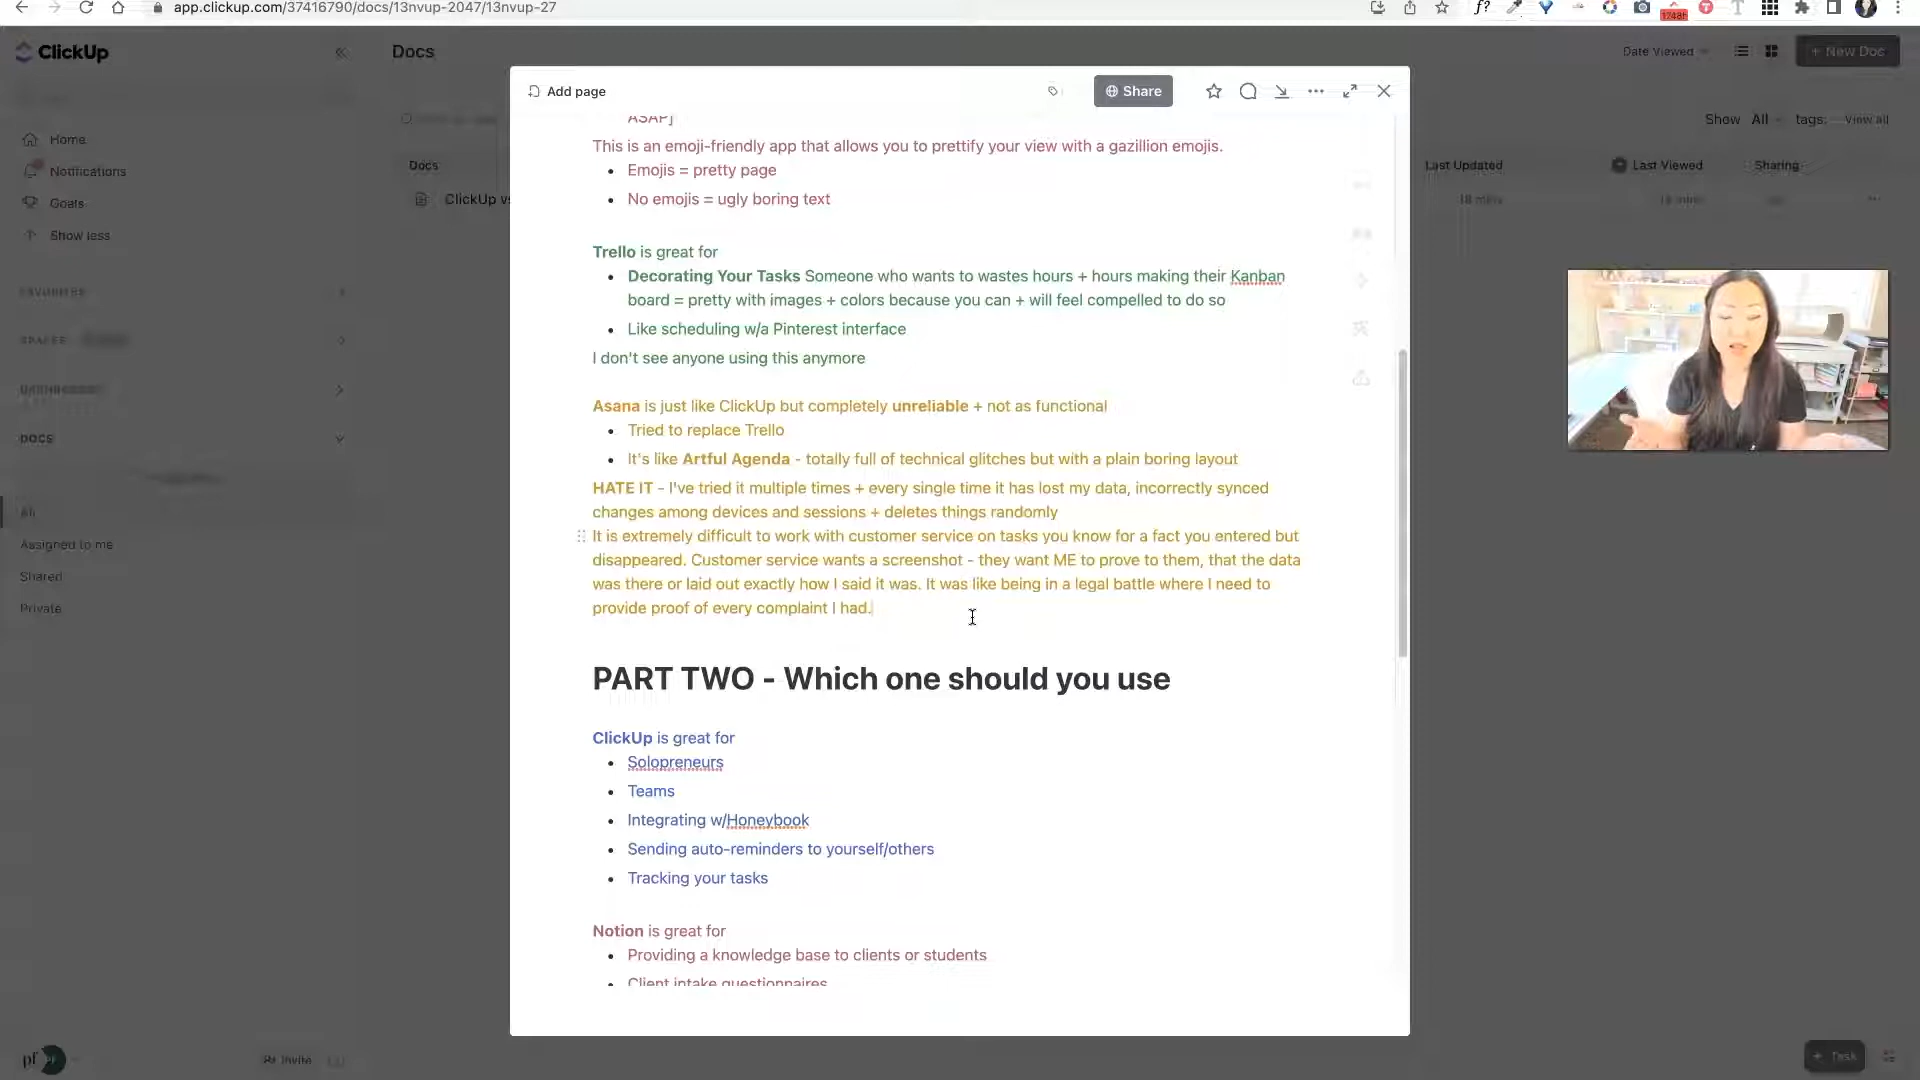 app.clickup.com/37416790/docs/13nvup-2047/13nvup-27
f?
ClickUp
Docs
Date Viewed
+ New Doc
Add page
Share
Show All tags: View all
Home
Notifications
Goals
Show less
FAVORITES
SPACES
DASHBOARDS
DOCS
All
Assigned to me
Shared
Private
Docs
Last Updated
Last Viewed
Sharing
ClickUp vs
18 mins
18 mins
ASAP]
This is an emoji-friendly app that allows you to prettify your view with a gazillion emojis.
• Emojis = pretty page
• No emojis = ugly boring text
Trello is great for
• Decorating Your Tasks Someone who wants to wastes hours + hours making their Kanban
board = pretty with images + colors because you can + will feel compelled to do so
• Like scheduling w/a Pinterest interface
I don't see anyone using this anymore
Asana is just like ClickUp but completely unreliable + not as functional
• Tried to replace Trello
• It's like Artful Agenda - totally full of technical glitches but with a plain boring layout
HATE IT - I've tried it multiple times + every single time it has lost my data, incorrectly synced
changes among devices and sessions + deletes things randomly
It is extremely difficult to work with customer service on tasks you know for a fact you entered but
disappeared. Customer service wants a screenshot - they want ME to prove to them, that the data
was there or laid out exactly how I said it was. It was like being in a legal battle where I need to
provide proof of every complaint I had.
PART TWO - Which one should you use
ClickUp is great for
• Solopreneurs
• Teams
• Integrating w/Honeybook
• Sending auto-reminders to yourself/others
• Tracking your tasks
Notion is great for
• Providing a knowledge base to clients or students
• Client intake questionnaires
pf
Invite
+ Task